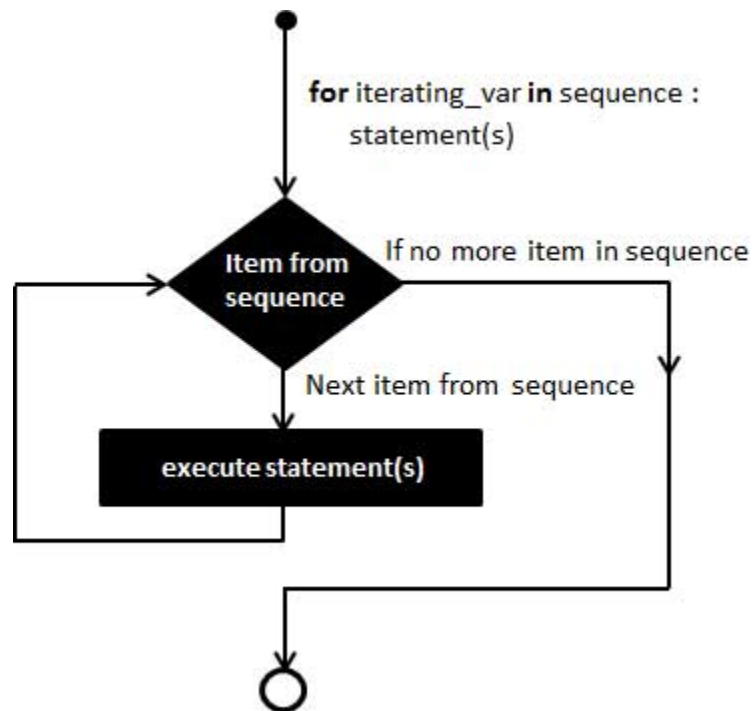 for iterating_var in sequence :
statement(s)
If no more item in sequence
Item from
sequence
Next item from sequence
execute statement(s)